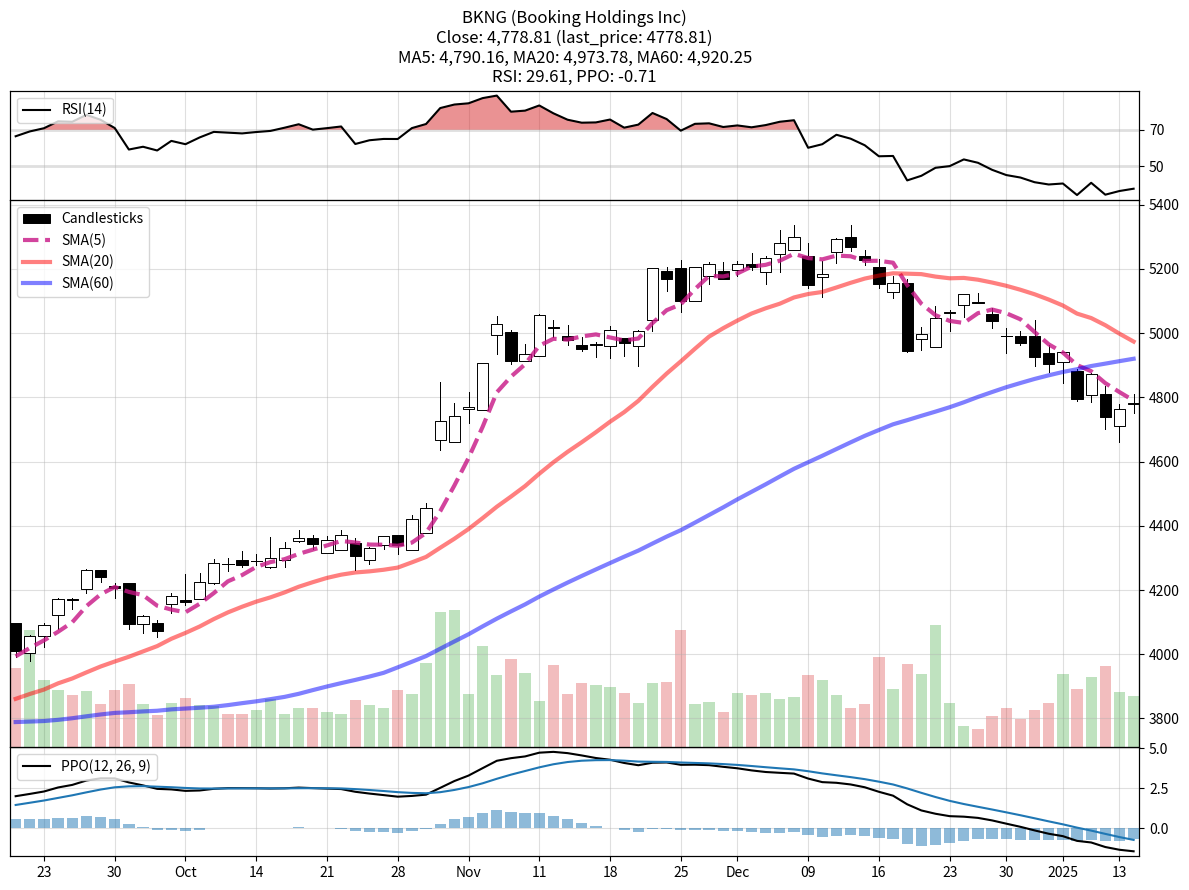 BKNG (Booking Holdings Inc)
Close: 4,778.81 (last_price: 4778.81)
MA5: 4,790.16, MA20: 4,973.78, MA60: 4,920.25
RSI: 29.61, PPO: -0.71
RSI(14)
70
50
Candlesticks
SMA(5)
SMA(20)
SMA(60)
5400
5200
5000
4800
4600
4400
4200
4000
3800
PPO(12, 26, 9)
5.0
2.5
0.0
23 30 Oct 14 21 28 Nov 11 18 25 Dec 09 16 23 30 2025 13